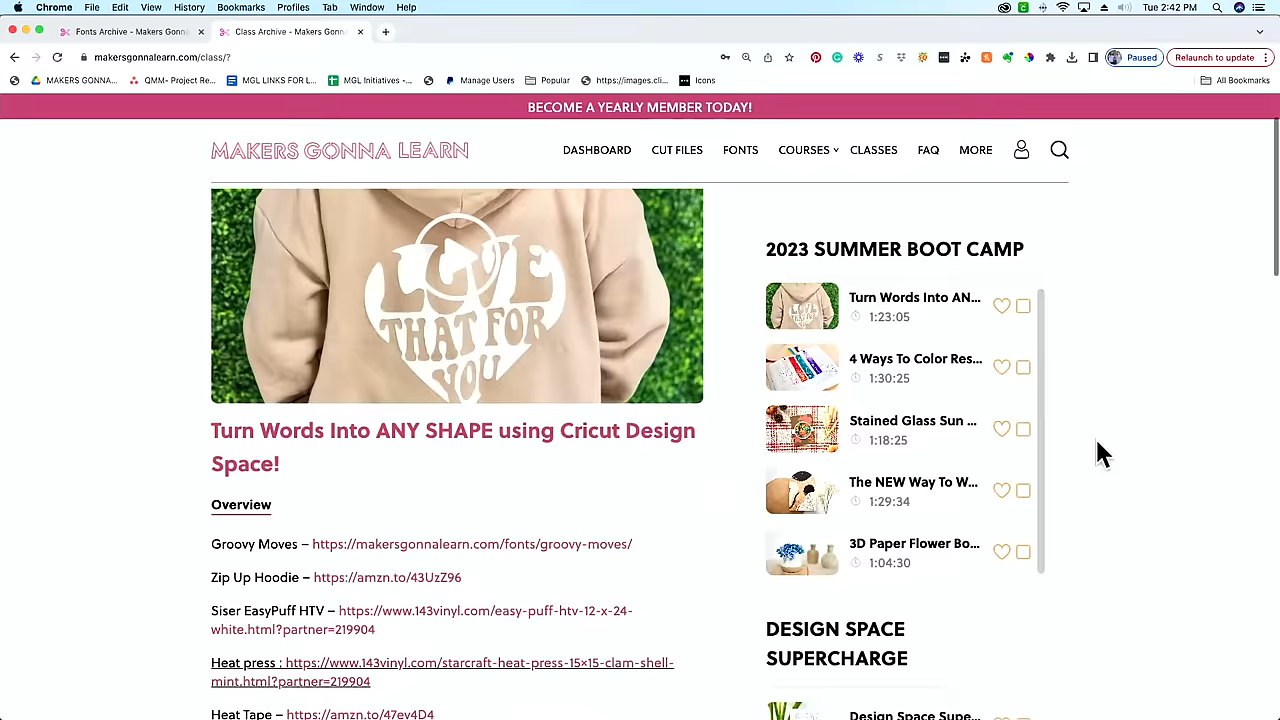 Chrome File Edit View History Bookmarks Profiles Tab Window Help Tue 2:42 PM
Fonts Archive - Makers Gonna Class Archive - Makers Gonn
makersgonnalearn.com/class/? Paused Relaunch to update
MAKERS GONNA... QMM- Project Re... MGL LINKS FOR L... MGL Initiatives -... Manage Users Popular https://images.cli... Icons All Bookmarks
BECOME A YEARLY MEMBER TODAY!
MAKERS GONNA LEARN DASHBOARD CUT FILES FONTS COURSES CLASSES FAQ MORE
LOVE
THAT FOR
YOU
Turn Words Into ANY SHAPE using Cricut Design
Space!
Overview
Groovy Moves – https://makersgonnalearn.com/fonts/groovy-moves/
Zip Up Hoodie – https://amzn.to/43UzZ96
Siser EasyPuff HTV – https://www.143vinyl.com/easy-puff-htv-12-x-24-
white.html?partner=219904
Heat press : https://www.143vinyl.com/starcraft-heat-press-15×15-clam-shell-
mint.html?partner=219904
Heat Tape – https://amzn.to/47ev4D4
2023 SUMMER BOOT CAMP
Turn Words Into AN...
1:23:05
4 Ways To Color Res...
1:30:25
Stained Glass Sun ...
1:18:25
The NEW Way To W...
1:29:34
3D Paper Flower Bo...
1:04:30
DESIGN SPACE
SUPERCHARGE
Design Space Supe...